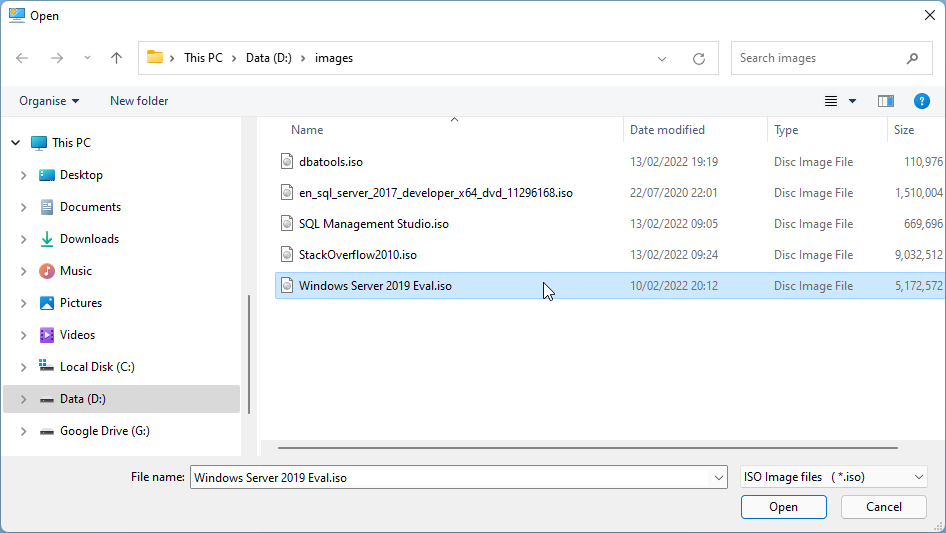 Open
This PC > Data (D:) > images
Search images
Organise New folder
Name Date modified Type Size
dbatools.iso 13/02/2022 19:19 Disc Image File 110,976
en_sql_server_2017_developer_x64_dvd_11296168.iso 22/07/2020 22:01 Disc Image File 1,510,004
SQL Management Studio.iso 13/02/2022 09:05 Disc Image File 669,696
StackOverflow2010.iso 13/02/2022 09:24 Disc Image File 9,032,512
Windows Server 2019 Eval.iso 10/02/2022 20:12 Disc Image File 5,172,572
This PC
Desktop
Documents
Downloads
Music
Pictures
Videos
Local Disk (C:)
Data (D:)
Google Drive (G:)
File name: Windows Server 2019 Eval.iso ISO Image files ( *.iso)
Open Cancel